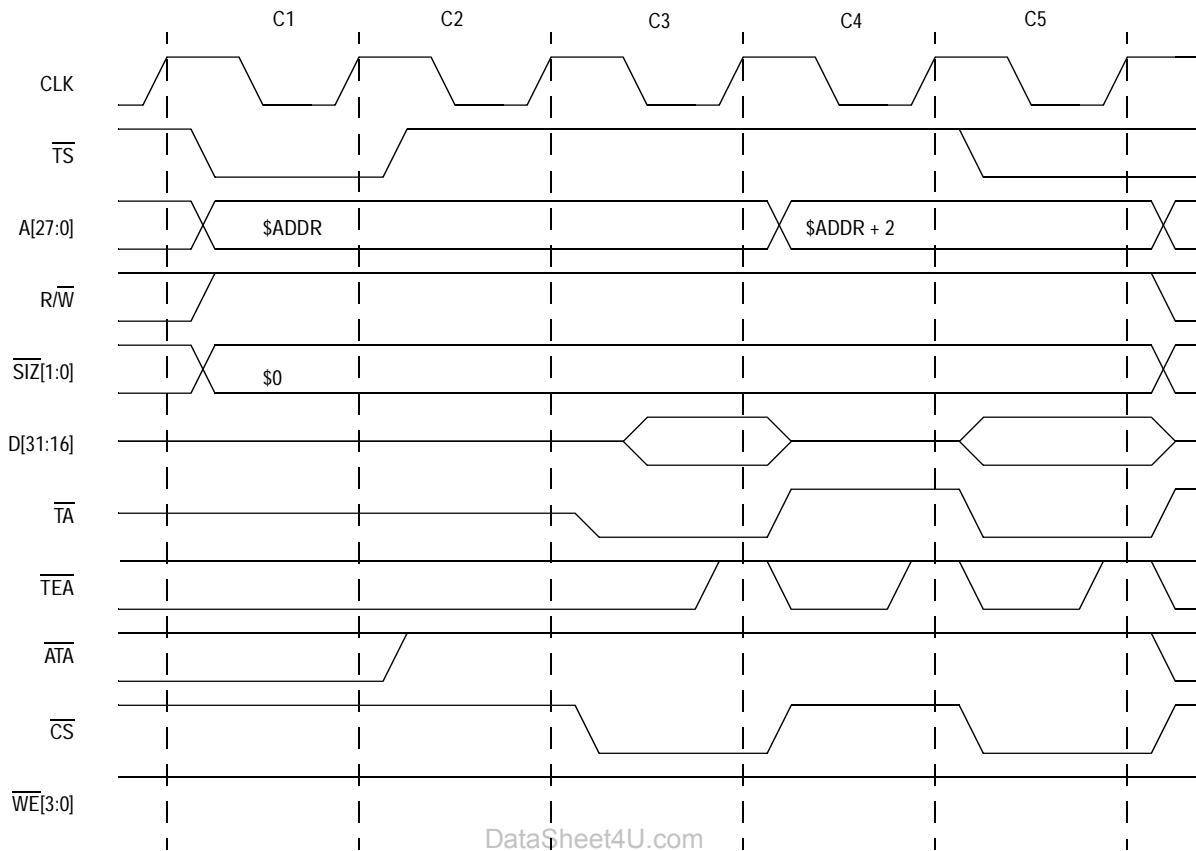 C1 C2 C3 C4 C5
CLK
TS
A[27:0] $ADDR $ADDR + 2
R/W
SIZ[1:0] $0
D[31:16]
TA
TEA
ATA
CS
WE[3:0]
DataSheet4U.com